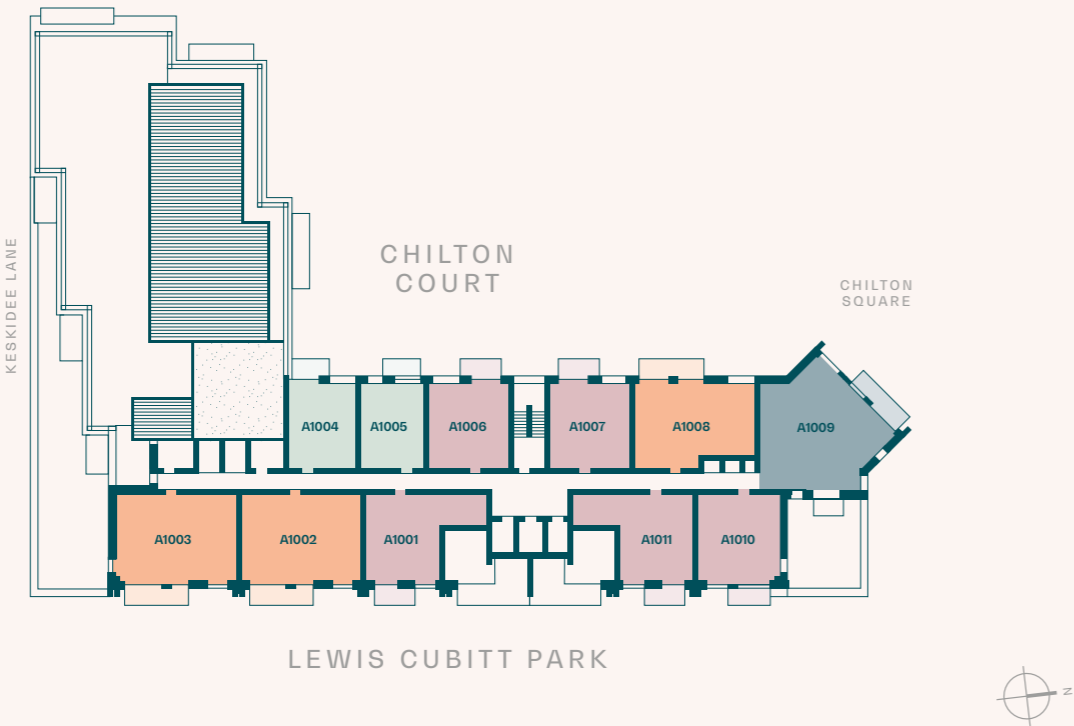 KESKIDEE LANE
CHILTON
COURT
CHILTON
SQUARE
A1004
A1005
A1006
A1007
A1008
A1009
A1003
A1002
A1001
A1011
A1010
LEWIS CUBITT PARK
N